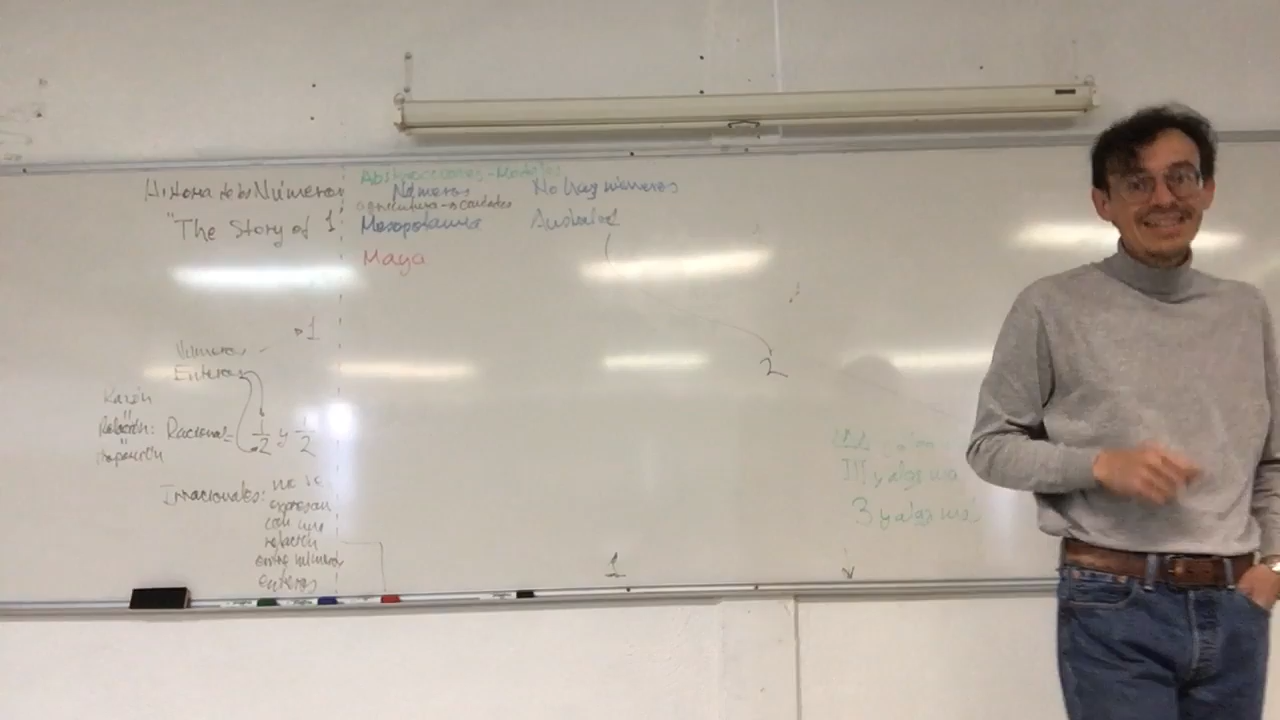 Historia de los Números
"The Story of 1"
Abstracciones - Modelos
Números
No hay números
agricultura → ciudades
Mesopotamia
Maya
1
Números
Enteros
Razón
"
Relación:
"
Proporción
Racional
1/2 y 1/2
Irracionales: no se
expresan
con una
relación
entre números
enteros
2
III y algo más
3 y algo más
1